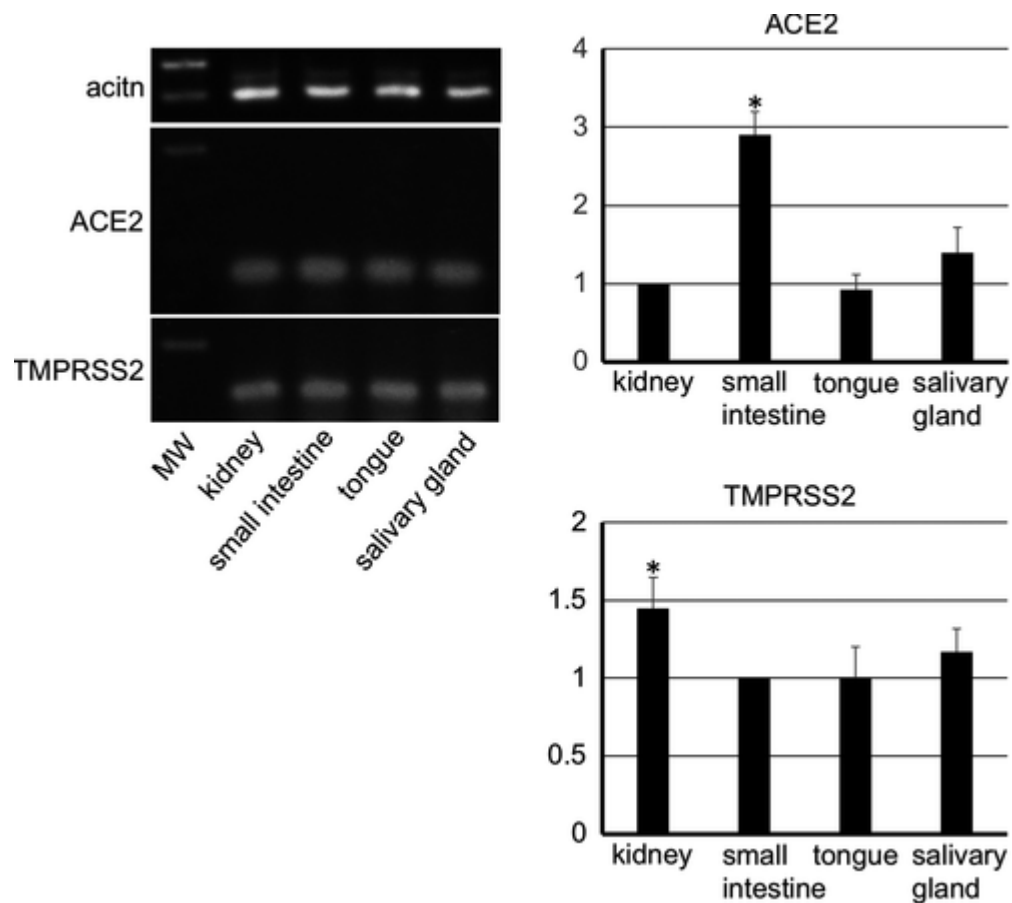 acitn
ACE2
TMPRSS2
MW
kidney
small intestine
tongue
salivary gland
ACE2
4
3
2
1
0
*
kidney
small
intestine
tongue
salivary
gland
TMPRSS2
2
1.5
1
0.5
0
*
kidney
small
intestine
tongue
salivary
gland